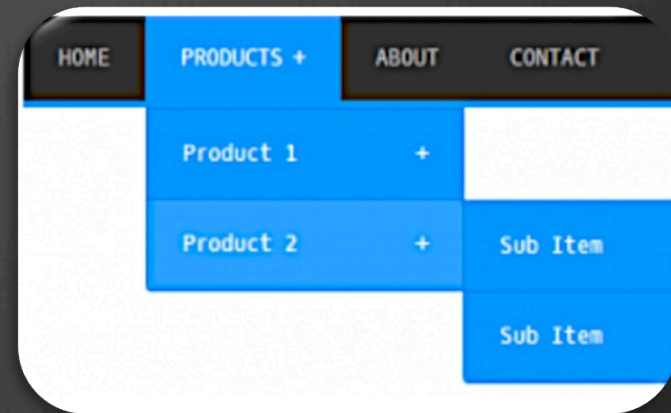 HOME PRODUCTS + ABOUT CONTACT
Product 1 +
Product 2 + Sub Item
Sub Item